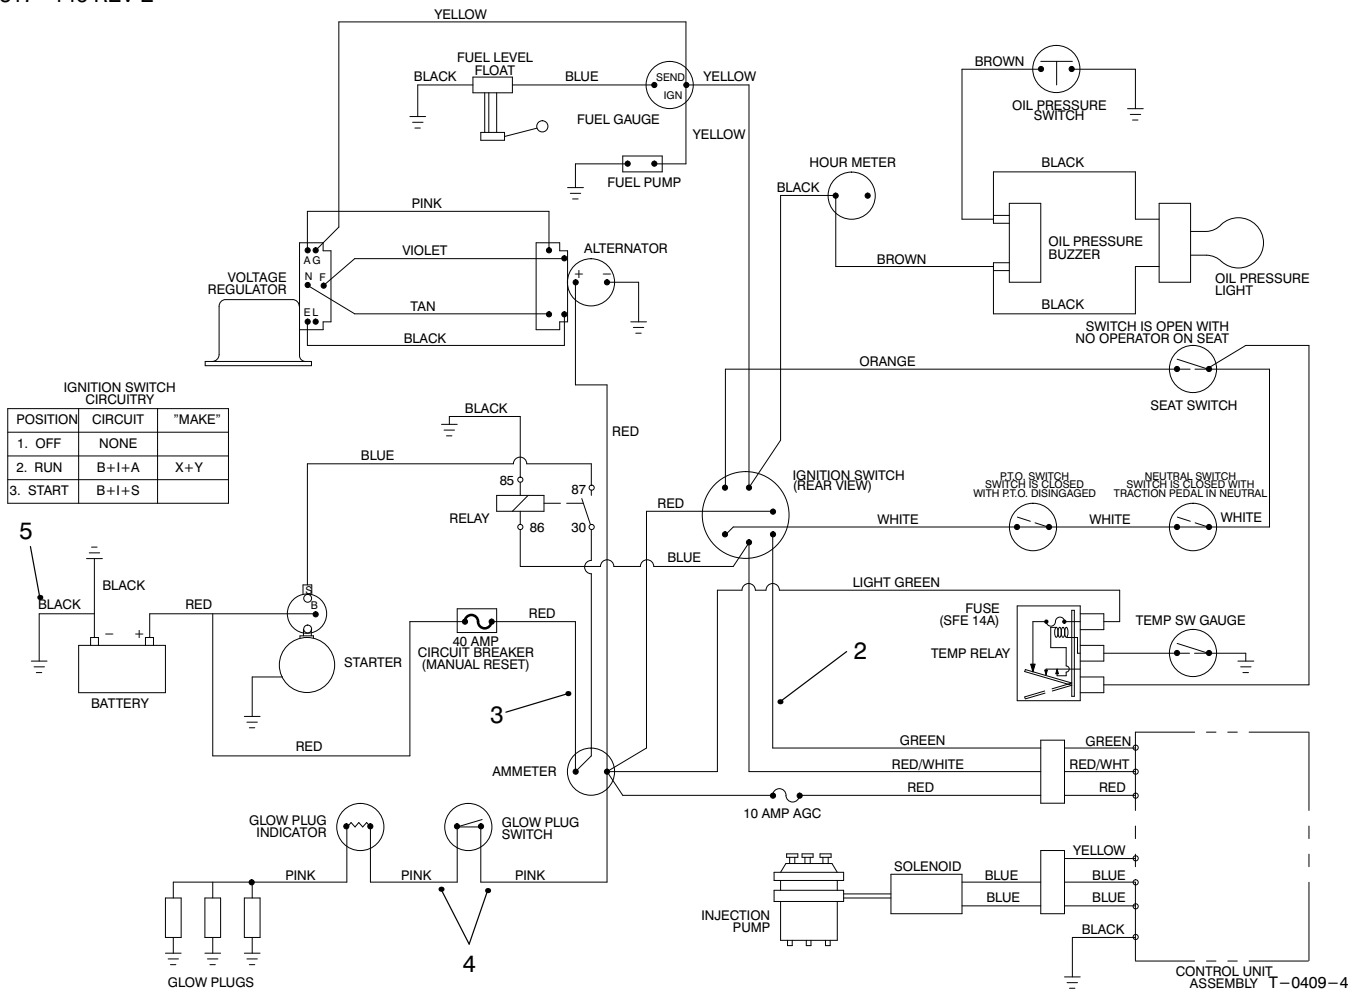 YELLOW
FUEL LEVEL
FLOAT
BLACK
BLUE
SEND
IGN
YELLOW
FUEL GAUGE
YELLOW
FUEL PUMP
BROWN
OIL PRESSURE
SWITCH
HOUR METER
BLACK
BLACK
BROWN
OIL PRESSURE
BUZZER
OIL PRESSURE
LIGHT
BLACK
PINK
VIOLET
ALTERNATOR
+ −
VOLTAGE
REGULATOR
A G
N F
E L
TAN
BLACK
SWITCH IS OPEN WITH
NO OPERATOR ON SEAT
ORANGE
SEAT SWITCH
IGNITION SWITCH
CIRCUITRY
POSITION CIRCUIT "MAKE"
1. OFF NONE
2. RUN B+I+A X+Y
3. START B+I+S
BLACK
RED
BLUE
85
87
RELAY
86
30
RED
IGNITION SWITCH
(REAR VIEW)
P.T.O. SWITCH
SWITCH IS CLOSED
WITH P.T.O. DISINGAGED
NEUTRAL SWITCH
SWITCH IS CLOSED WITH
TRACTION PEDAL IN NEUTRAL
WHITE
WHITE
WHITE
BLUE
5
BLACK
BLACK
RED
− +
BATTERY
S
B
STARTER
RED
40 AMP
CIRCUIT BREAKER
(MANUAL RESET)
RED
3
2
LIGHT GREEN
FUSE
(SFE 14A)
TEMP RELAY
TEMP SW GAUGE
AMMETER
GREEN
GREEN
RED/WHITE
RED/WHT
RED
RED
10 AMP AGC
GLOW PLUG
INDICATOR
GLOW PLUG
SWITCH
PINK
PINK
PINK
4
GLOW PLUGS
INJECTION
PUMP
SOLENOID
BLUE
BLUE
YELLOW
BLUE
BLUE
BLACK
CONTROL UNIT
ASSEMBLY T−0409−4